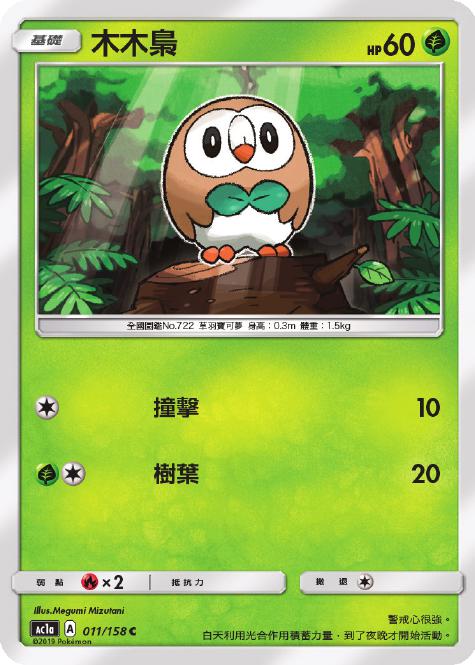 基礎 木木梟 HP60
全國圖鑑No.722 草羽寶可夢 身高：0.3m 體重：1.5kg
撞擊 10
樹葉 20
弱點 ×2 抵抗力 撤退
Illus.Megumi Mizutani
AC1a A 011/158 C
©2019 Pokémon
警戒心很強。
白天利用光合作用積蓄力量，到了夜晚才開始活動。